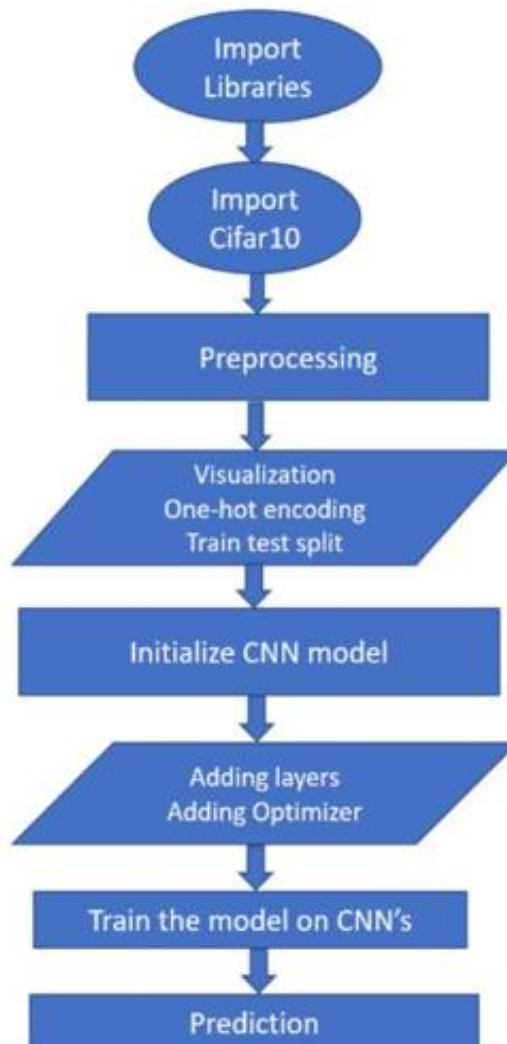 Import
Libraries
Import
Cifar10
Preprocessing
Visualization
One-hot encoding
Train test split
Initialize CNN model
Adding layers
Adding Optimizer
Train the model on CNN's
Prediction